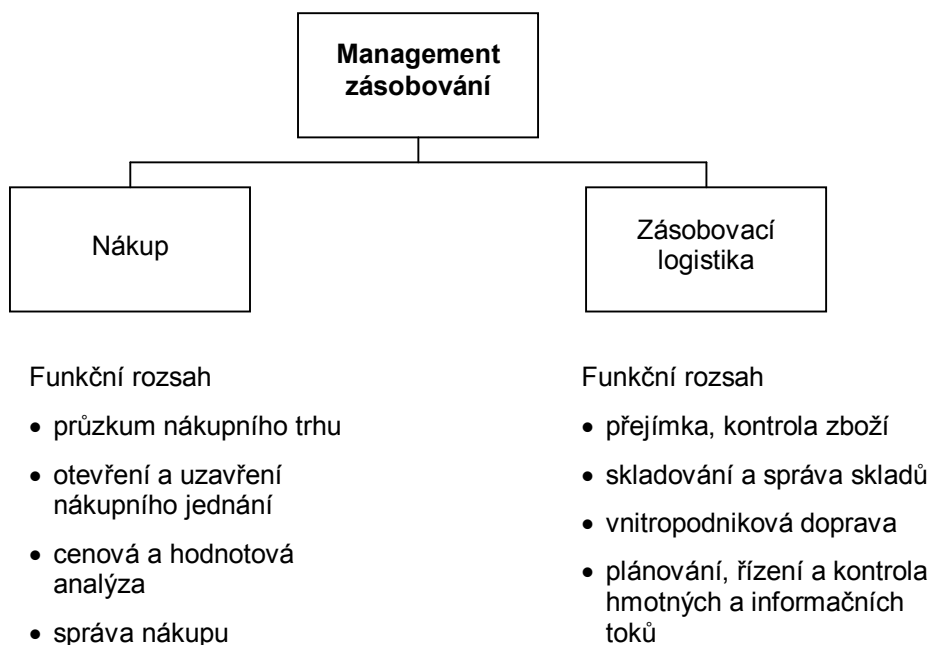 Management
zásobování
Nákup
Zásobovací
logistika
Funkční rozsah
• průzkum nákupního trhu
• otevření a uzavření
nákupního jednání
• cenová a hodnotová
analýza
• správa nákupu
Funkční rozsah
• přejímka, kontrola zboží
• skladování a správa skladů
• vnitropodniková doprava
• plánování, řízení a kontrola
hmotných a informačních
toků